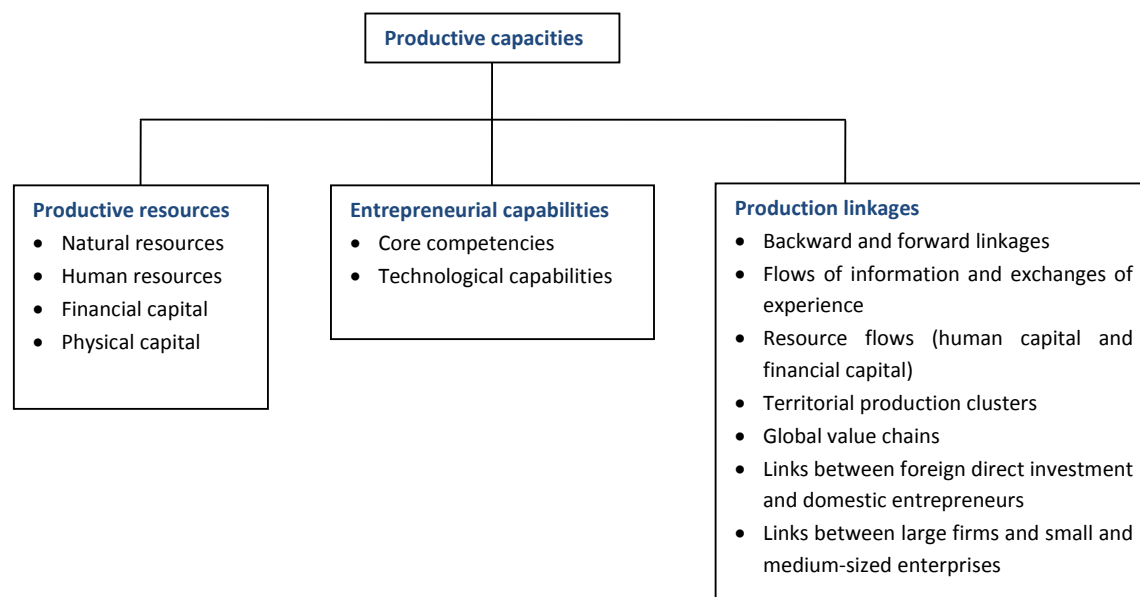 Productive capacities
Productive resources
• Natural resources
• Human resources
• Financial capital
• Physical capital
Entrepreneurial capabilities
• Core competencies
• Technological capabilities
Production linkages
• Backward and forward linkages
• Flows of information and exchanges of
experience
• Resource flows (human capital and
financial capital)
• Territorial production clusters
• Global value chains
• Links between foreign direct investment
and domestic entrepreneurs
• Links between large firms and small and
medium-sized enterprises